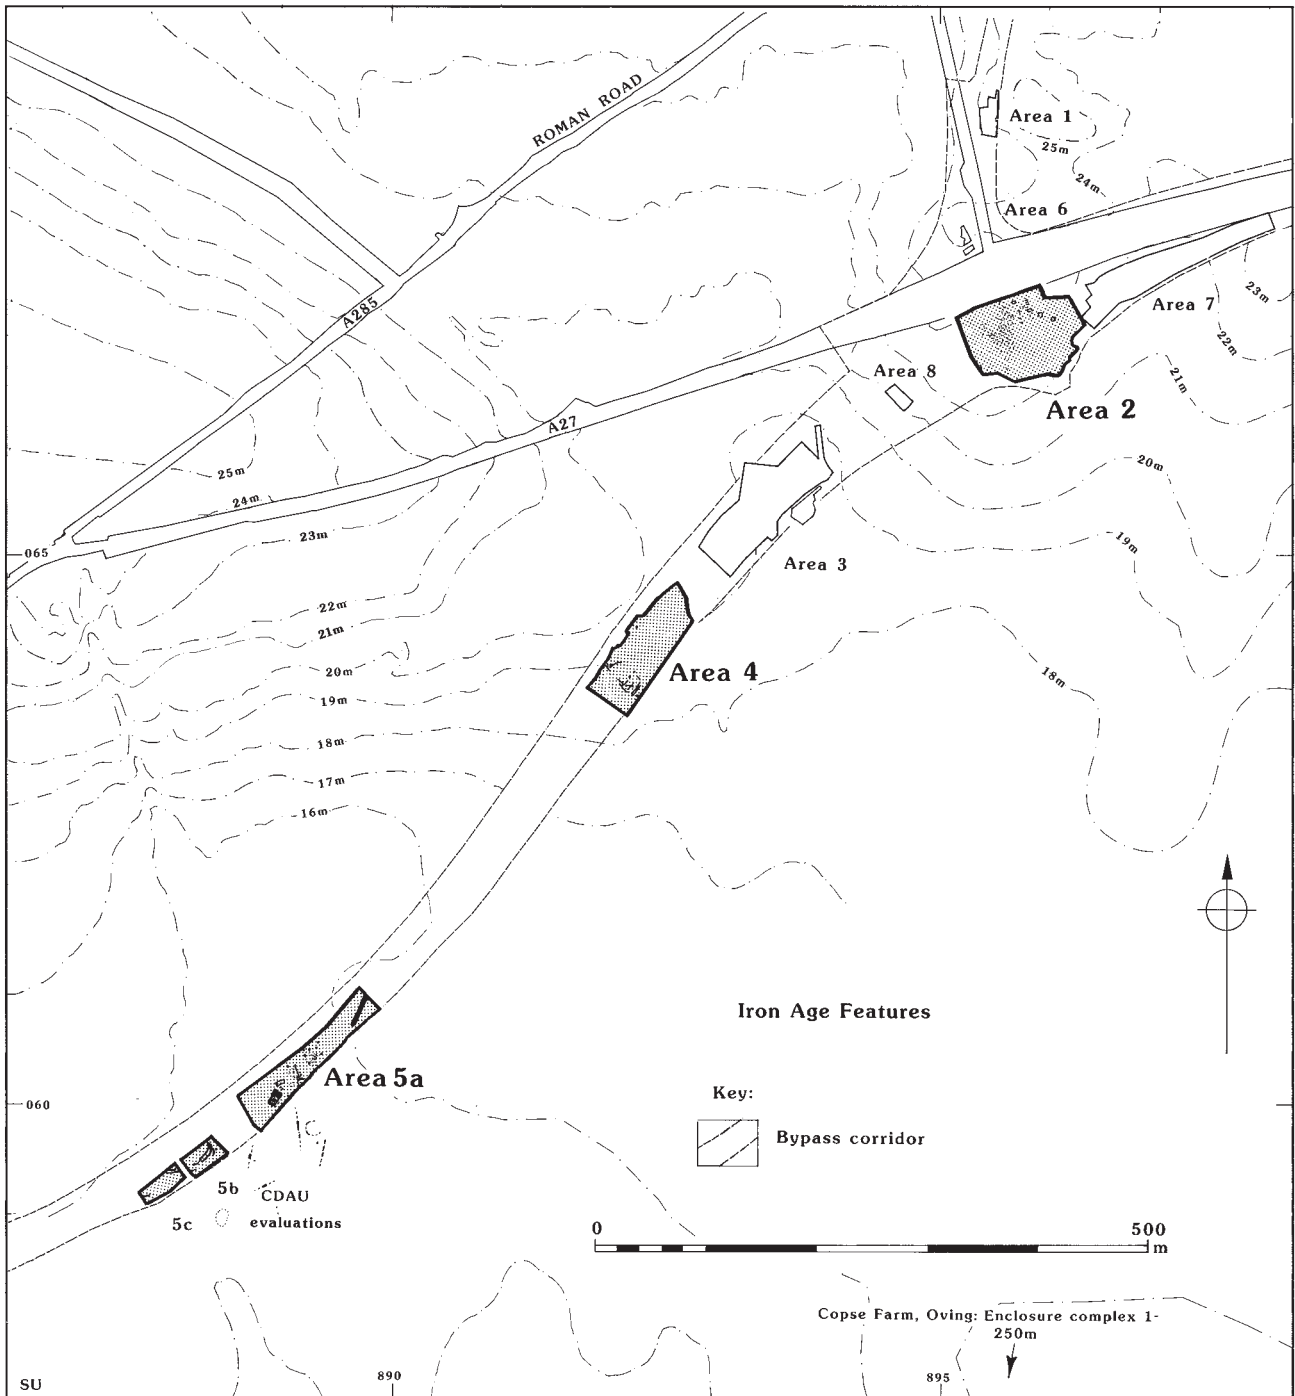 ROMAN ROAD
Area 1
25m
24m
Area 6
A285
23m
Area 7
22m
Area 8
21m
Area 2
A27
20m
25m
24m
23m
19m
065
Area 3
22m
21m
20m
Area 4
18m
19m
18m
17m
16m
Iron Age Features
Area 5a
Key:
060
Bypass corridor
5b
CDAU
5c
evaluations
0
500
m
Copse Farm, Oving: Enclosure complex 1-
250m
890
895
SU